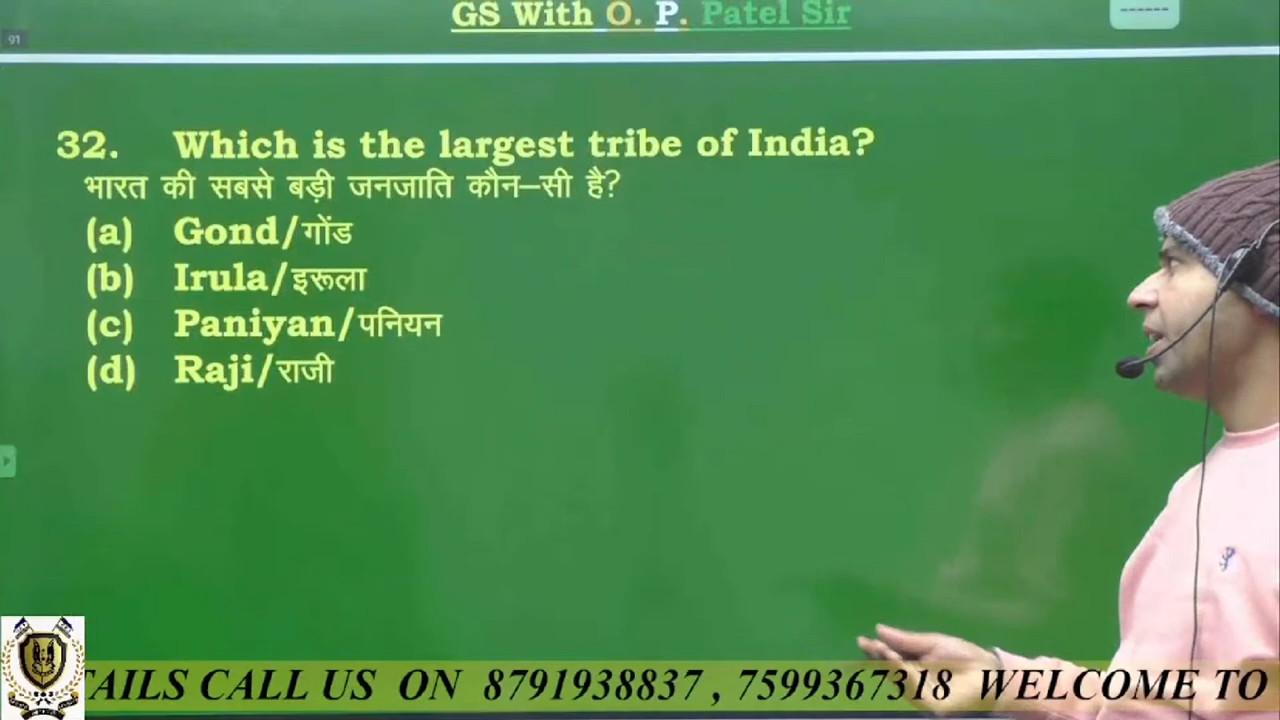 GS With O. P. Patel Sir
------
91
32. Which is the largest tribe of India?
भारत की सबसे बड़ी जनजाति कौन–सी है?
(a) Gond/गोंड
(b) Irula/इरूला
(c) Paniyan/पनियन
(d) Raji/राजी
P
TAILS CALL US ON 8791938837 , 7599367318 WELCOME TO